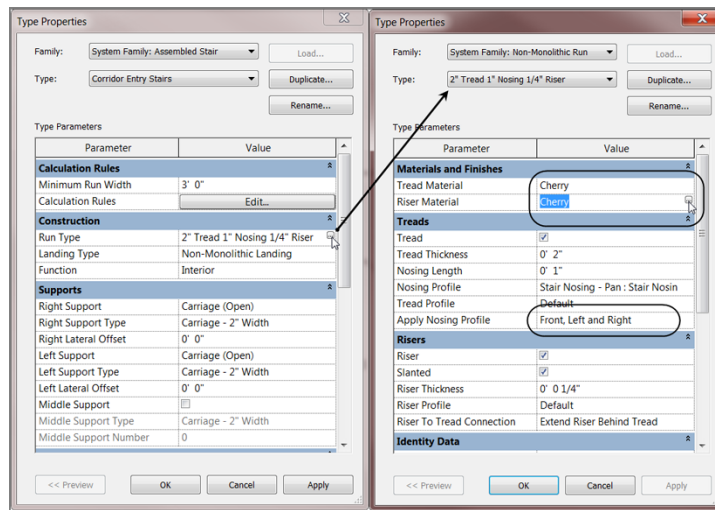 Type Properties
Family: System Family: Assembled Stair Load...
Type: Corridor Entry Stairs Duplicate...
Rename...
Type Parameters
Parameter Value
Calculation Rules
Minimum Run Width 3' 0"
Calculation Rules Edit...
Construction
Run Type 2" Tread 1" Nosing 1/4" Riser
Landing Type Non-Monolithic Landing
Function Interior
Supports
Right Support Carriage (Open)
Right Support Type Carriage - 2" Width
Right Lateral Offset 0' 0"
Left Support Carriage (Open)
Left Support Type Carriage - 2" Width
Left Lateral Offset 0' 0"
Middle Support
Middle Support Type Carriage - 2" Width
Middle Support Number 0
<< Preview OK Cancel Apply
Type Properties
Family: System Family: Non-Monolithic Run Load...
Type: 2" Tread 1" Nosing 1/4" Riser Duplicate...
Rename...
Type Parameters
Parameter Value
Materials and Finishes
Tread Material Cherry
Riser Material Cherry
Treads
Tread
Tread Thickness 0' 2"
Nosing Length 0' 1"
Nosing Profile Stair Nosing - Pan : Stair Nosin
Tread Profile Default
Apply Nosing Profile Front, Left and Right
Risers
Riser
Slanted
Riser Thickness 0' 0 1/4"
Riser Profile Default
Riser To Tread Connection Extend Riser Behind Tread
Identity Data
<< Preview OK Cancel Apply